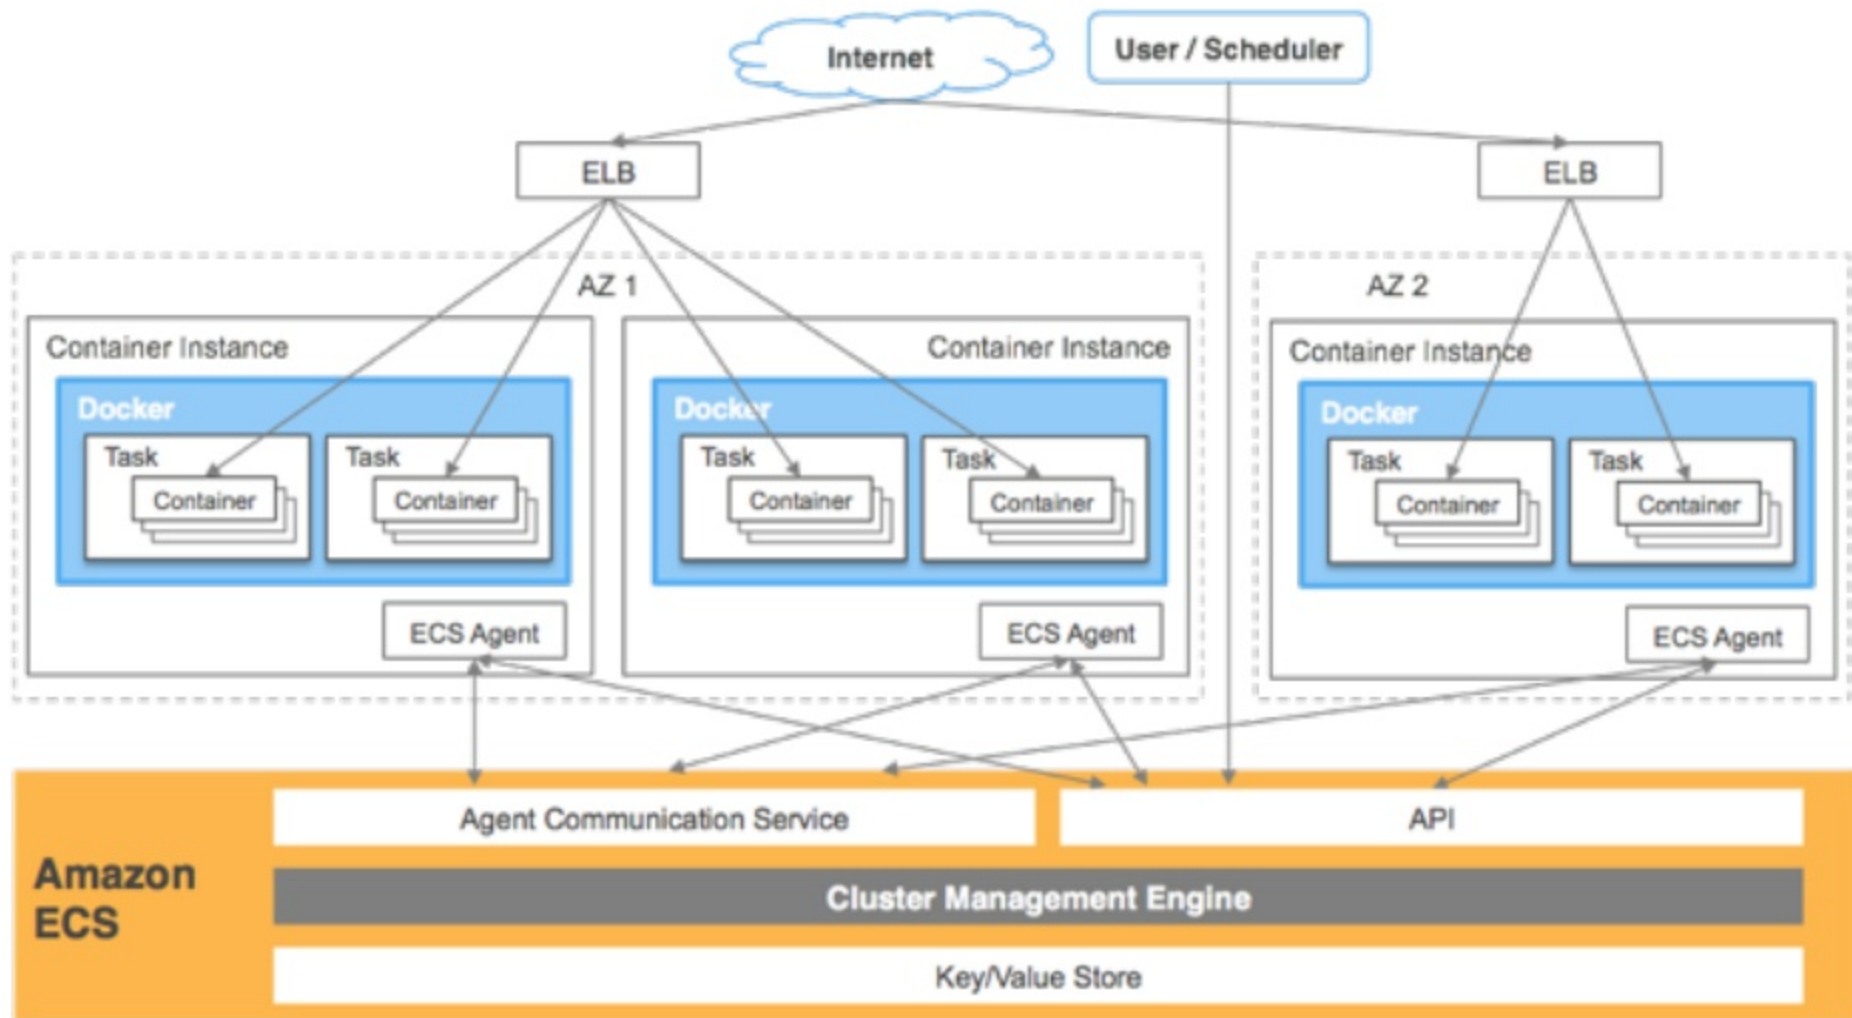 Internet
User / Scheduler
ELB
ELB
AZ 1
AZ 2
Container Instance
Container Instance
Container Instance
Docker
Docker
Docker
Task
Task
Task
Task
Task
Task
Container
Container
Container
Container
Container
Container
ECS Agent
ECS Agent
ECS Agent
Agent Communication Service
API
Amazon
ECS
Cluster Management Engine
Key/Value Store